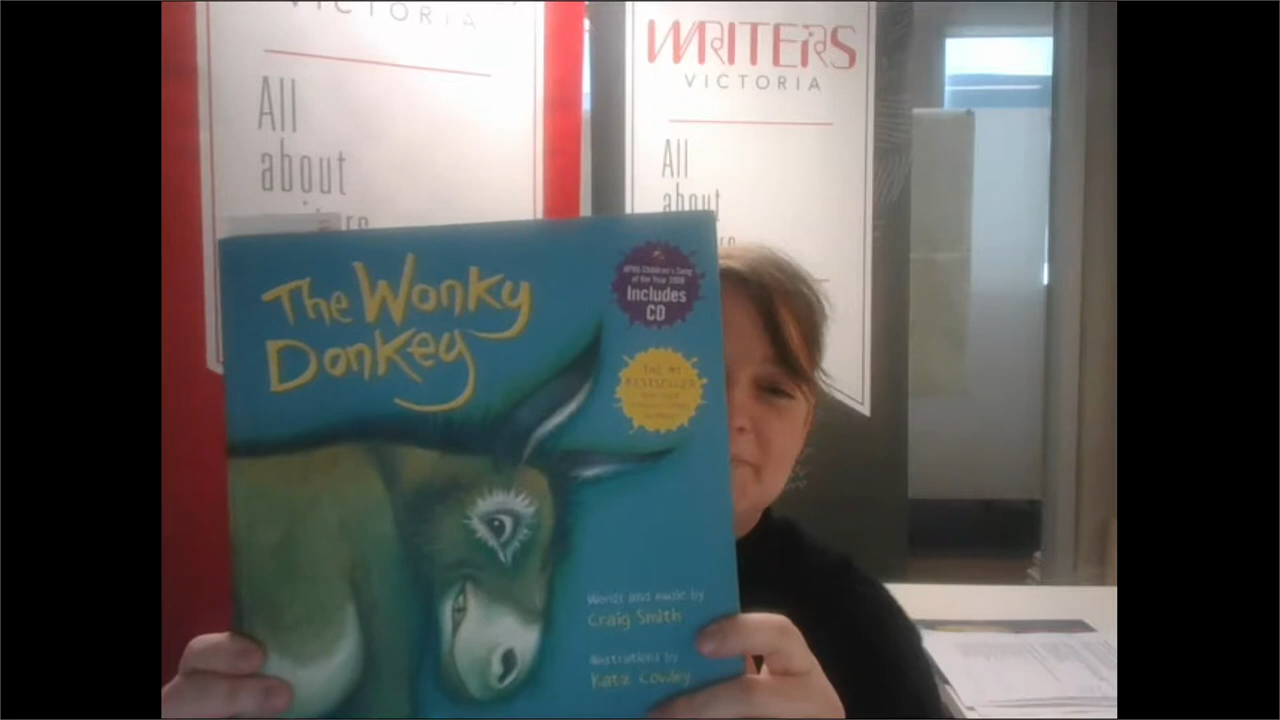 VICTORIA
All
about
WRITERS
VICTORIA
All
about
The Wonky
Donkey
APRA Children's Song
of the Year 2008
Includes
CD
THE #1
BESTSELLER
Words and music by
Craig Smith
Illustrations by
Katz Cowley